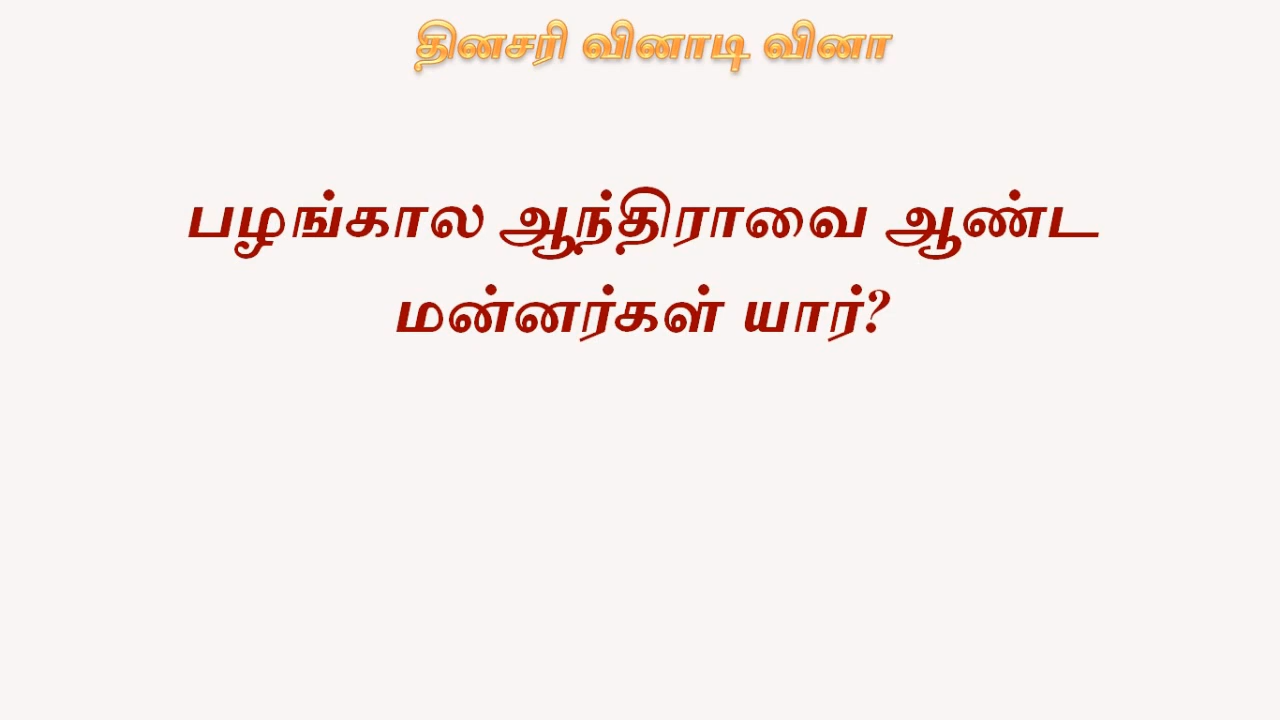 தினசரி வினாடி வினா
பழங்கால ஆந்திராவை ஆண்ட
மன்னர்கள் யார்?